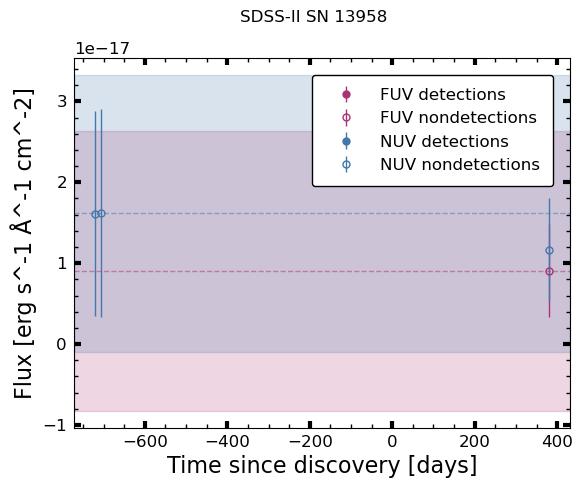 SDSS-II SN 13958
1e−17
FUV detections
FUV nondetections
NUV detections
NUV nondetections
3
2
1
0
−1
Flux [erg s^-1 Å^-1 cm^-2]
−600
−400
−200
0
200
400
Time since discovery [days]